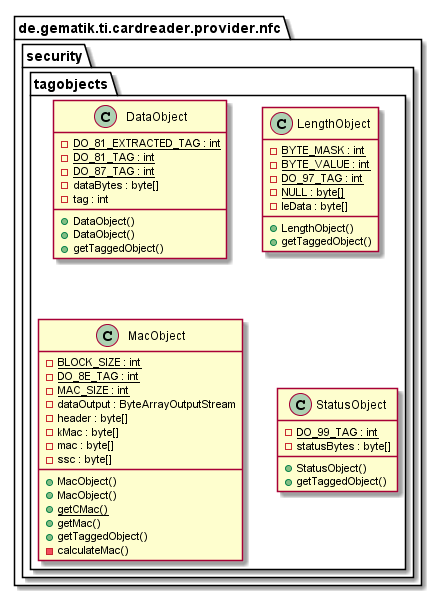 de.gematik.ti.cardreader.provider.nfc
security
tagobjects
C DataObject
DO_81_EXTRACTED_TAG : int
DO_81_TAG : int
DO_87_TAG : int
dataBytes : byte[]
tag : int
DataObject()
DataObject()
getTaggedObject()
C LengthObject
BYTE_MASK : int
BYTE_VALUE : int
DO_97_TAG : int
NULL : byte[]
leData : byte[]
LengthObject()
getTaggedObject()
C MacObject
BLOCK_SIZE : int
DO_8E_TAG : int
MAC_SIZE : int
dataOutput : ByteArrayOutputStream
header : byte[]
kMac : byte[]
mac : byte[]
ssc : byte[]
MacObject()
MacObject()
getCMac()
getMac()
getTaggedObject()
calculateMac()
C StatusObject
DO_99_TAG : int
statusBytes : byte[]
StatusObject()
getTaggedObject()